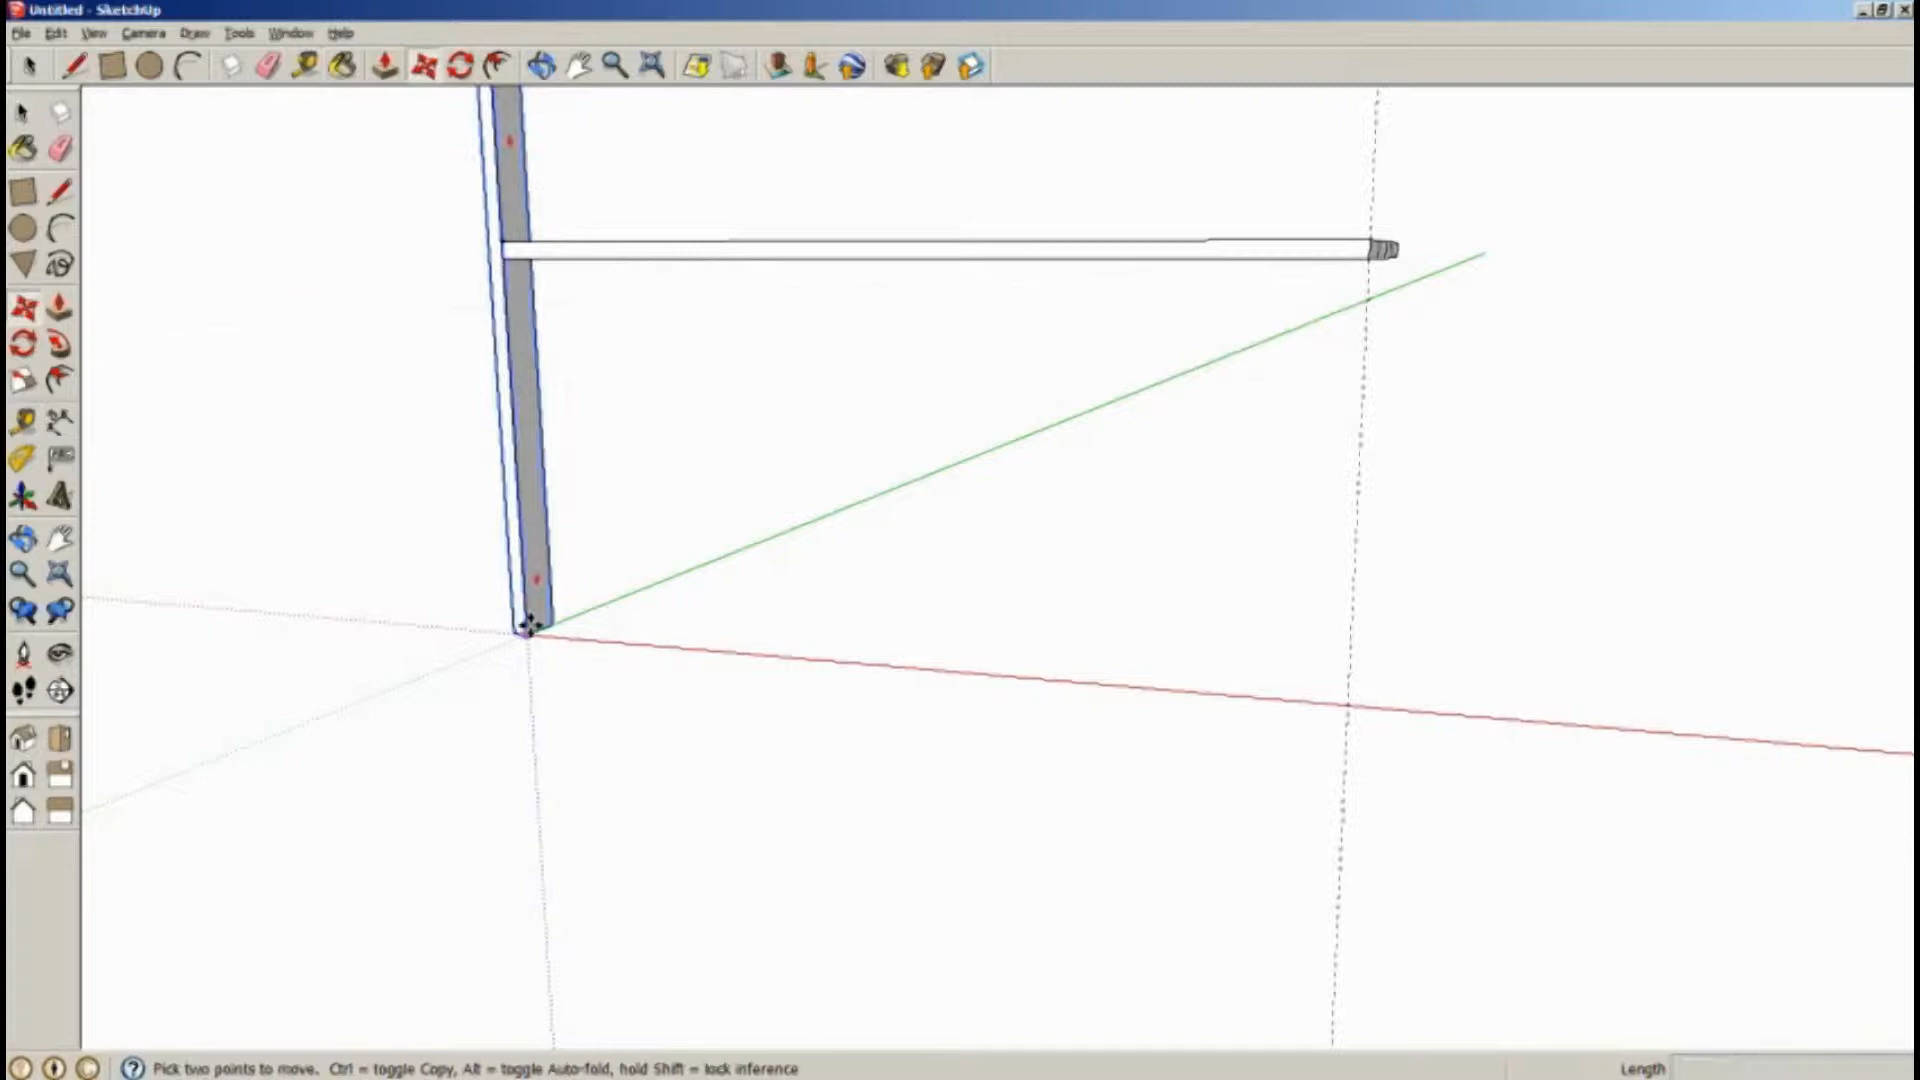 Untitled - SketchUp
File Edit View Camera Draw Tools Window Help
Pick two points to move. Ctrl = toggle Copy, Alt = toggle Auto-fold, hold Shift = lock inference
Length